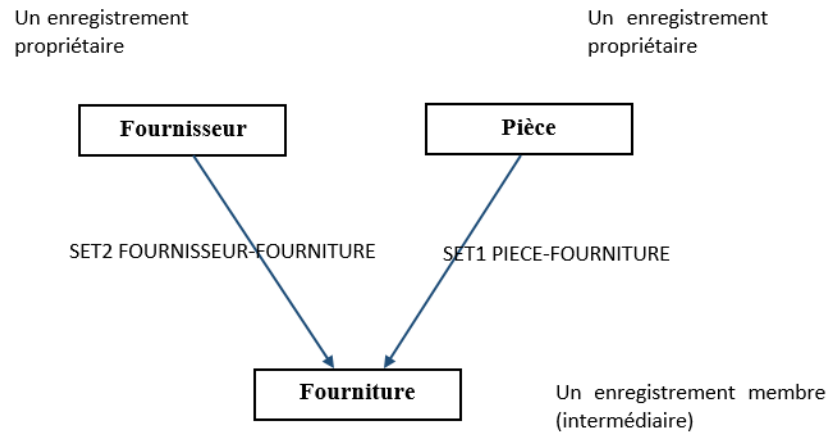 Un enregistrement
propriétaire
Un enregistrement
propriétaire
Fournisseur
Pièce
SET2 FOURNISSEUR-FOURNITURE
SET1 PIECE-FOURNITURE
Fourniture
Un enregistrement membre
(intermédiaire)